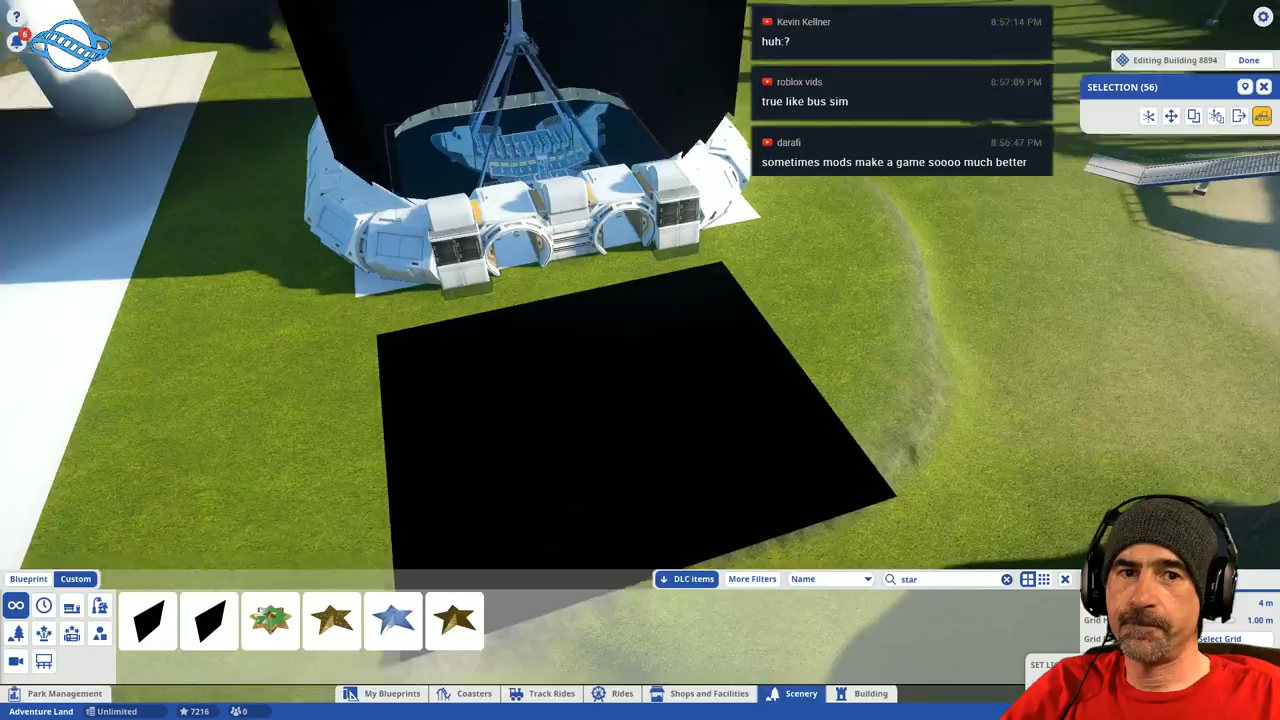 ?
6
Kevin Kellner 8:57:14 PM
huh:?
roblox vids 8:57:09 PM
true like bus sim
darafi 8:56:47 PM
sometimes mods make a game soooo much better
Editing Building 8894 Done
SELECTION (56)
Blueprint Custom
DLC items More Filters Name star
4 m
1.00 m
Select Grid
Park Management My Blueprints Coasters Track Rides Rides Shops and Facilities Scenery Building
Adventure Land Unlimited 7216 0